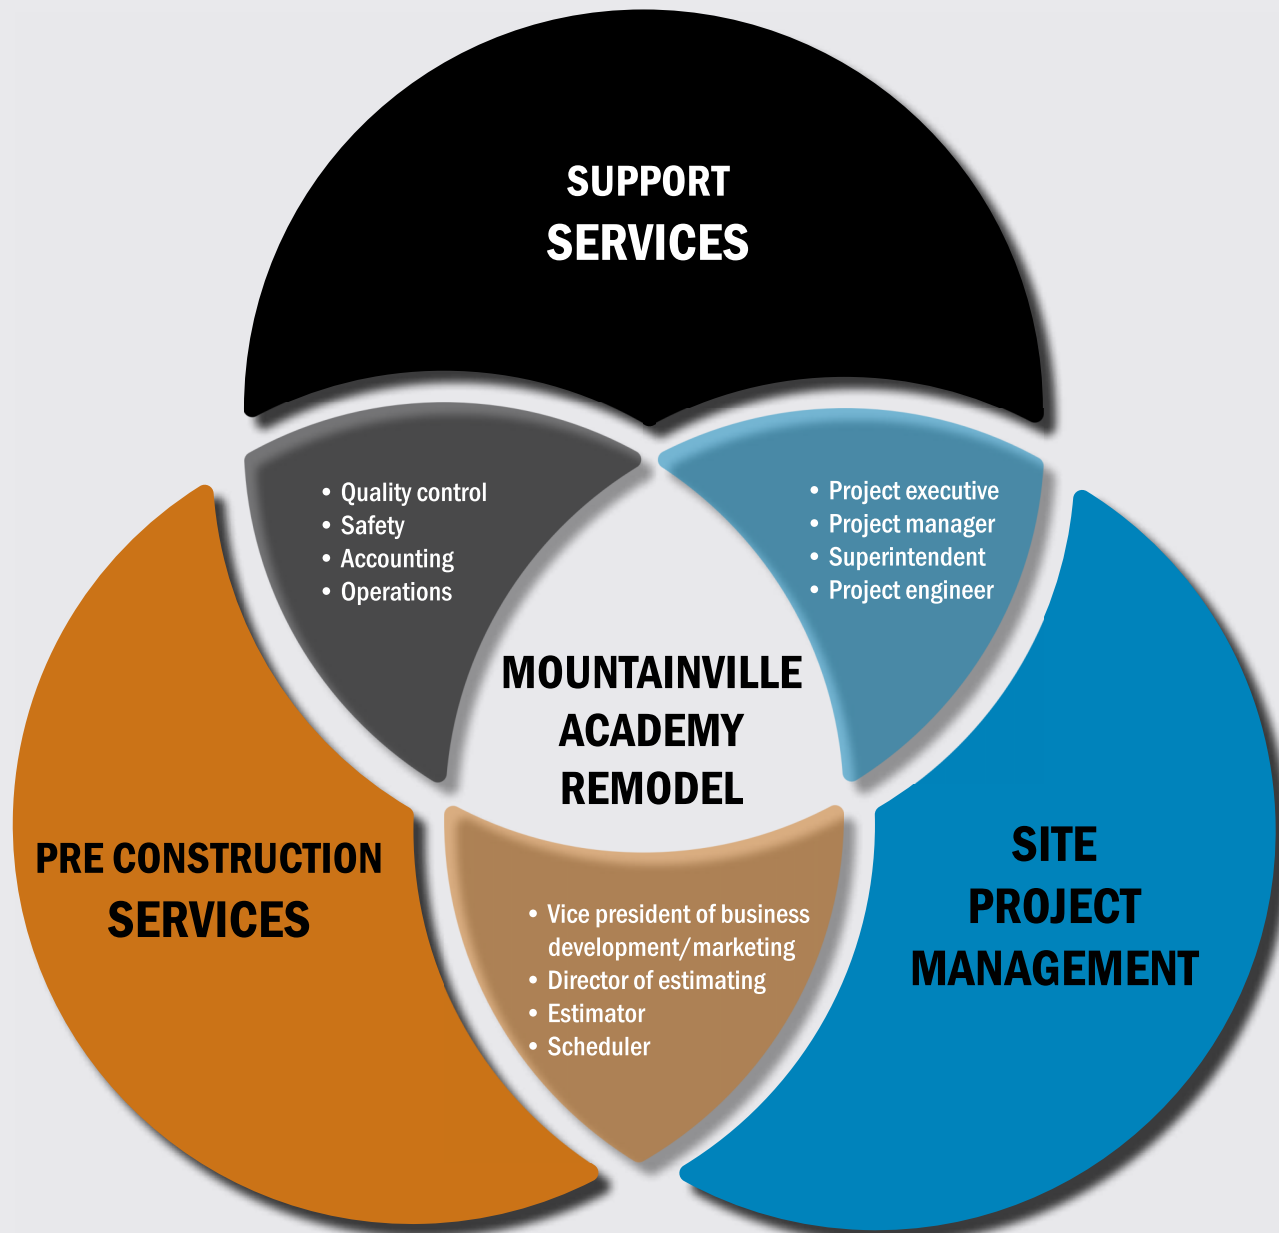 SUPPORT
SERVICES
• Quality control
• Safety
• Accounting
• Operations
• Project executive
• Project manager
• Superintendent
• Project engineer
MOUNTAINVILLE
ACADEMY
REMODEL
PRE CONSTRUCTION
SERVICES
• Vice president of business
development/marketing
• Director of estimating
• Estimator
• Scheduler
SITE
PROJECT
MANAGEMENT